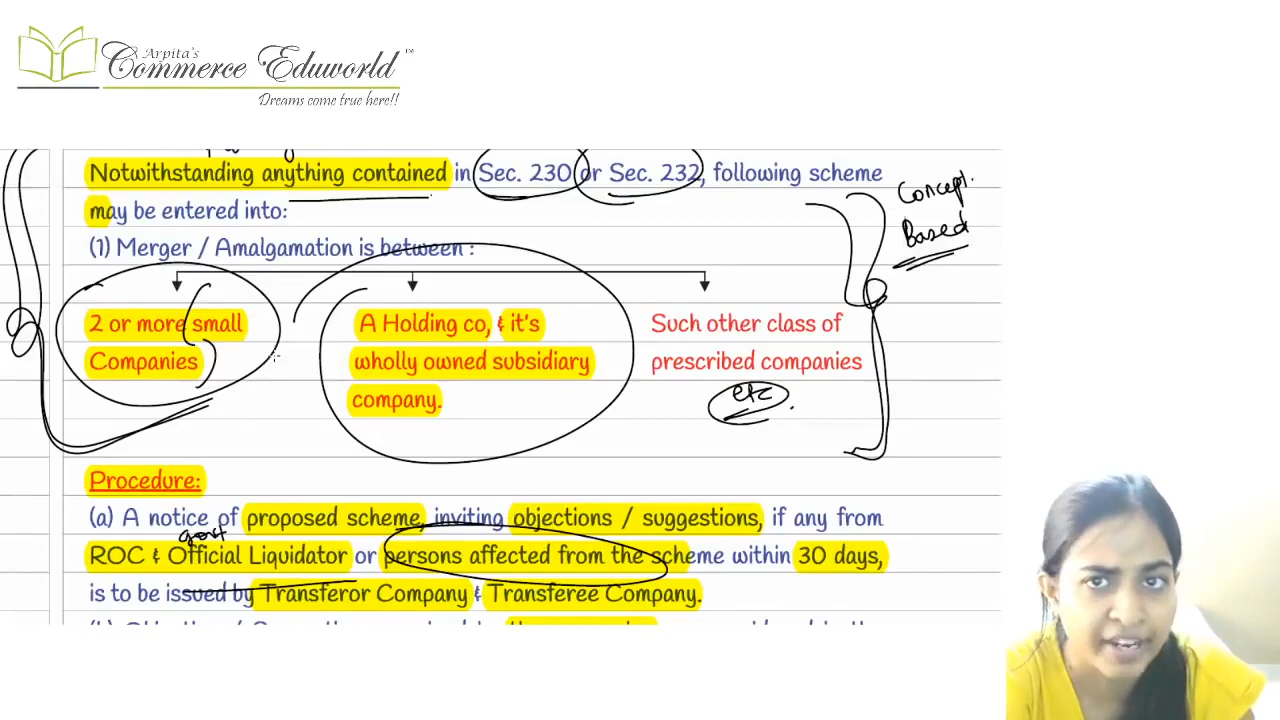 Arpita's
Commerce Eduworld™
Dreams come true here!!
Notwithstanding anything contained in Sec. 230 or Sec. 232, following scheme
may be entered into:
Concept
Based
(1) Merger / Amalgamation is between :
2 or more small
Companies
A Holding co, & it's
wholly owned subsidiary
company.
Such other class of
prescribed companies
etc
Procedure:
(a) A notice of proposed scheme, inviting objections / suggestions, if any from
govt
ROC & Official Liquidator or persons affected from the scheme within 30 days,
is to be issued by Transferor Company & Transferee Company.